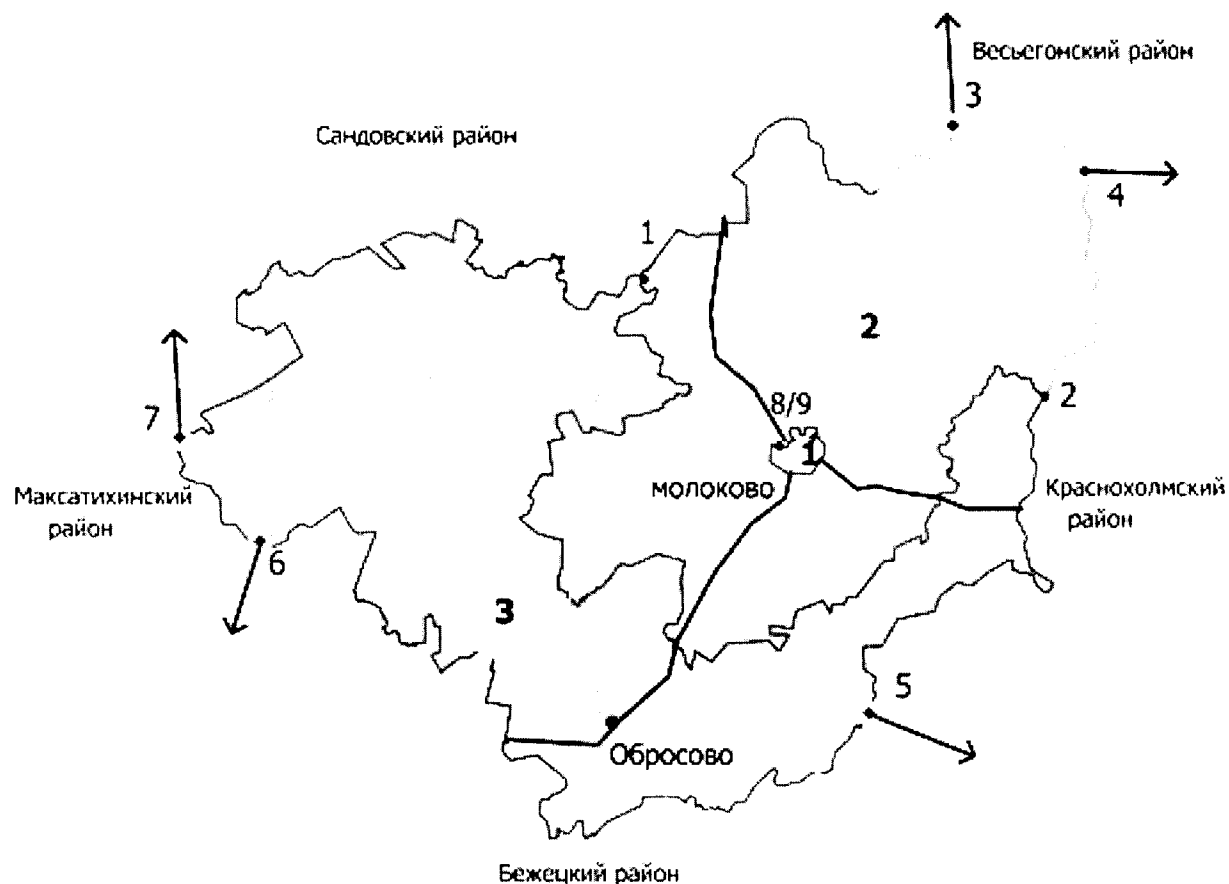 Весьегонский район
3
Сандовский район
4
1
2
2
8/9
7
1
МОЛОКОВО
Максатихинский
район
Краснохолмский
район
6
3
5
Обросово
Бежецкий район